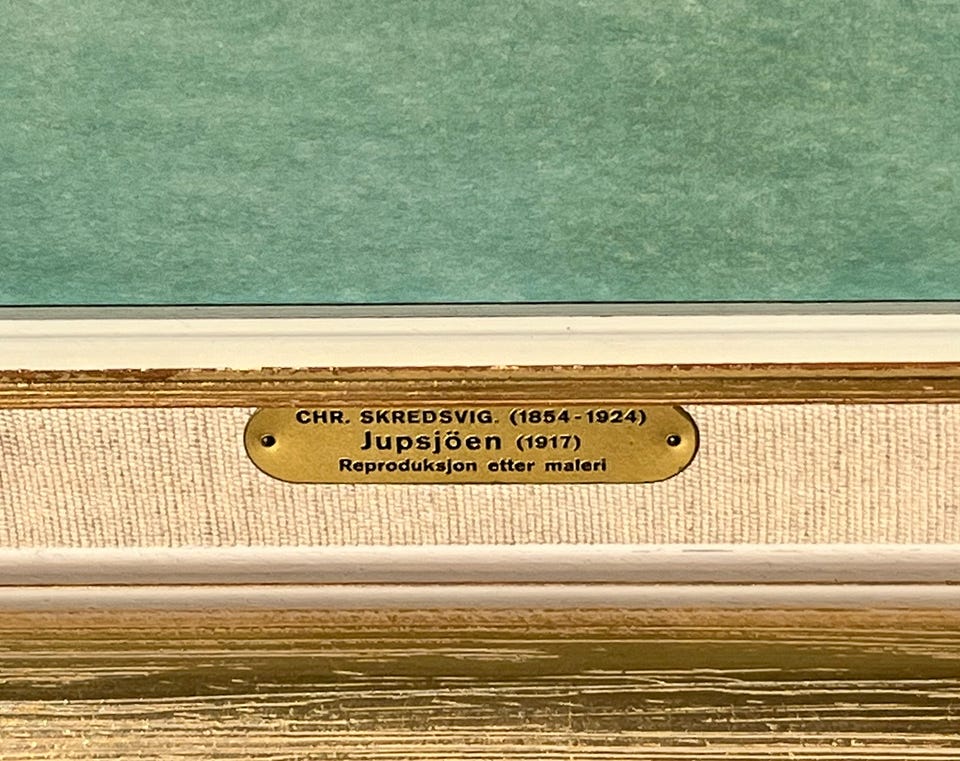 CHR. SKREDSVIG. (1854-1924)
Jupsjöen (1917)
Reproduksjon etter maleri